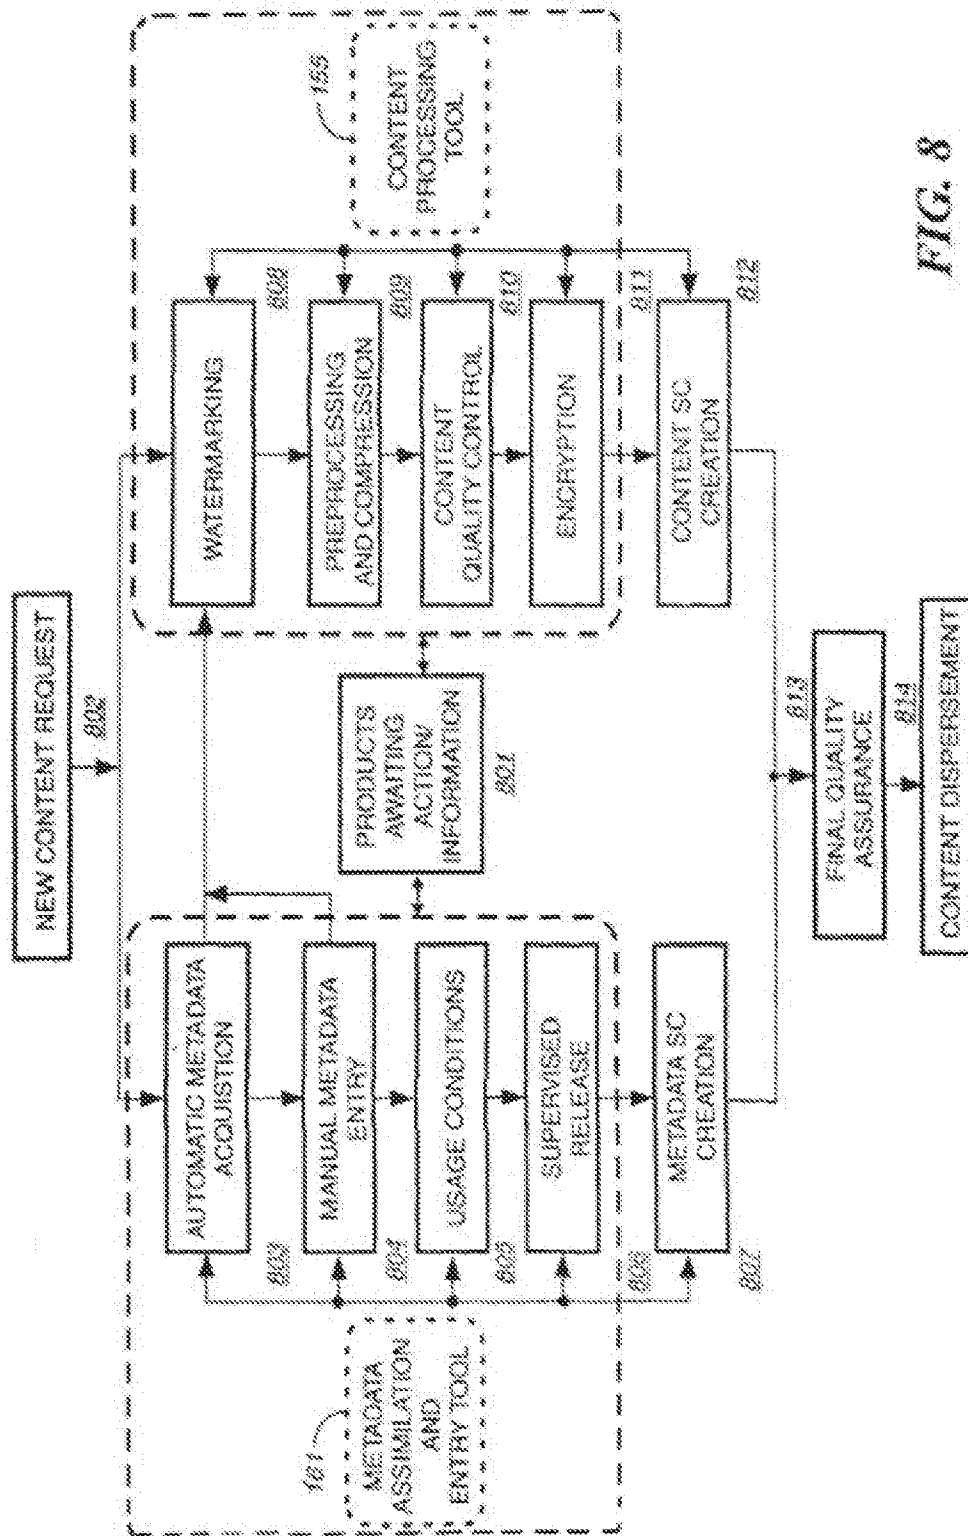 NEW CONTENT REQUEST
802
161
METADATA
ASSIMILATION
AND
ENTRY TOOL
AUTOMATIC METADATA
ACQUISTION
803
MANUAL METADATA
ENTRY
804
USAGE CONDITIONS
805
SUPERVISED
RELEASE
806
METADATA SC
CREATION
807
PRODUCTS
AWAITING
ACTION/
INFORMATION
801
WATERMARKING
808
PREPROCESSING
AND COMPRESSION
809
CONTENT
QUALITY CONTROL
810
ENCRYPTION
811
CONTENT SC
CREATION
812
155
CONTENT
PROCESSING
TOOL
813
FINAL QUALITY
ASSURANCE
814
CONTENT DISPERSEMENT
FIG. 8